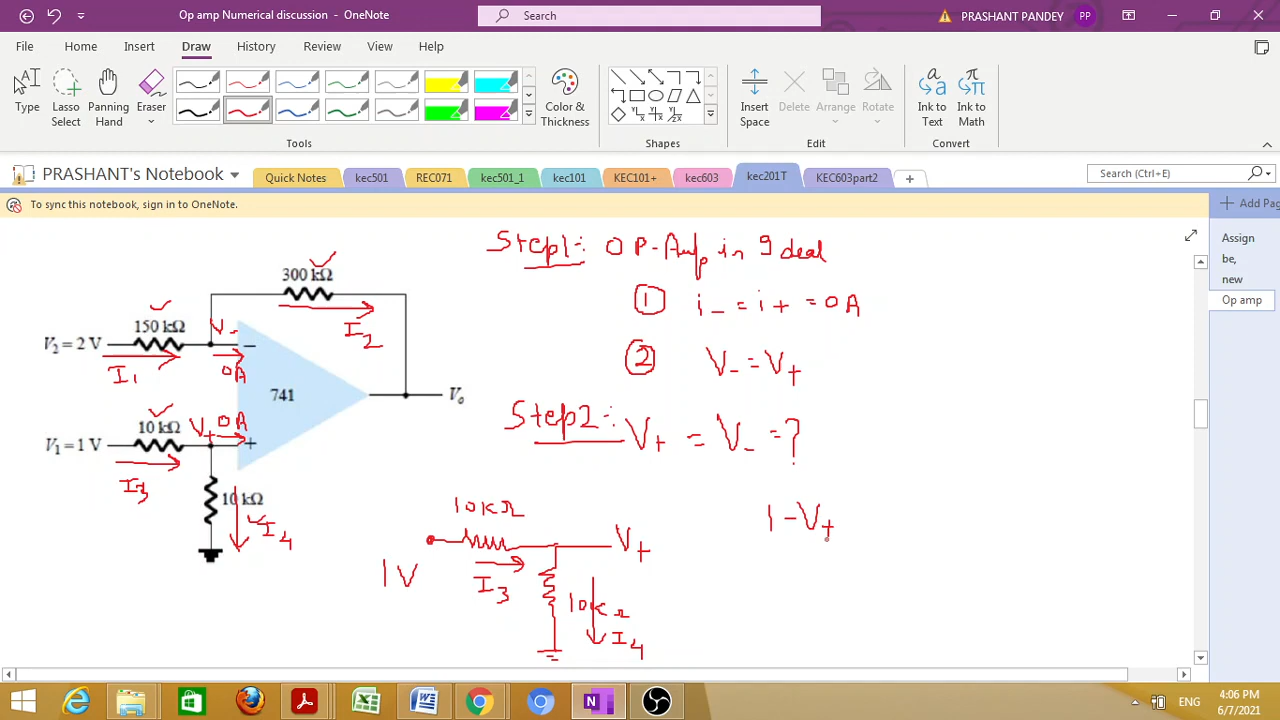 Op amp Numerical discussion - OneNote
Search
PRASHANT PANDEY PP
File Home Insert Draw History Review View Help
Type
Lasso Select
Panning Hand
Eraser
Color & Thickness
Insert Space
Delete
Arrange
Rotate
Ink to Text
Ink to Math
Tools
Shapes
Edit
Convert
PRASHANT's Notebook
Quick Notes kec501 REC071 kec501_1 kec101 KEC101+ kec603 kec201T KEC603part2
Search (Ctrl+E)
To sync this notebook, sign in to OneNote.
Add Pag
Assign
be,
new
Op amp
300 kΩ
I2
150 kΩ
V-
V2 = 2 V
I1
0A
−
741
Vo
10 kΩ
V+
0A
V1 = 1 V
+
I3
10 kΩ
I4
Step1:- OP-Amp in Ideal
① i- = i+ = 0A
② V- = V+
Step2:- V+ = V- = ?
10kΩ
V+
1V
I3
10kΩ
I4
1-V+
ENG
4:06 PM
6/7/2021